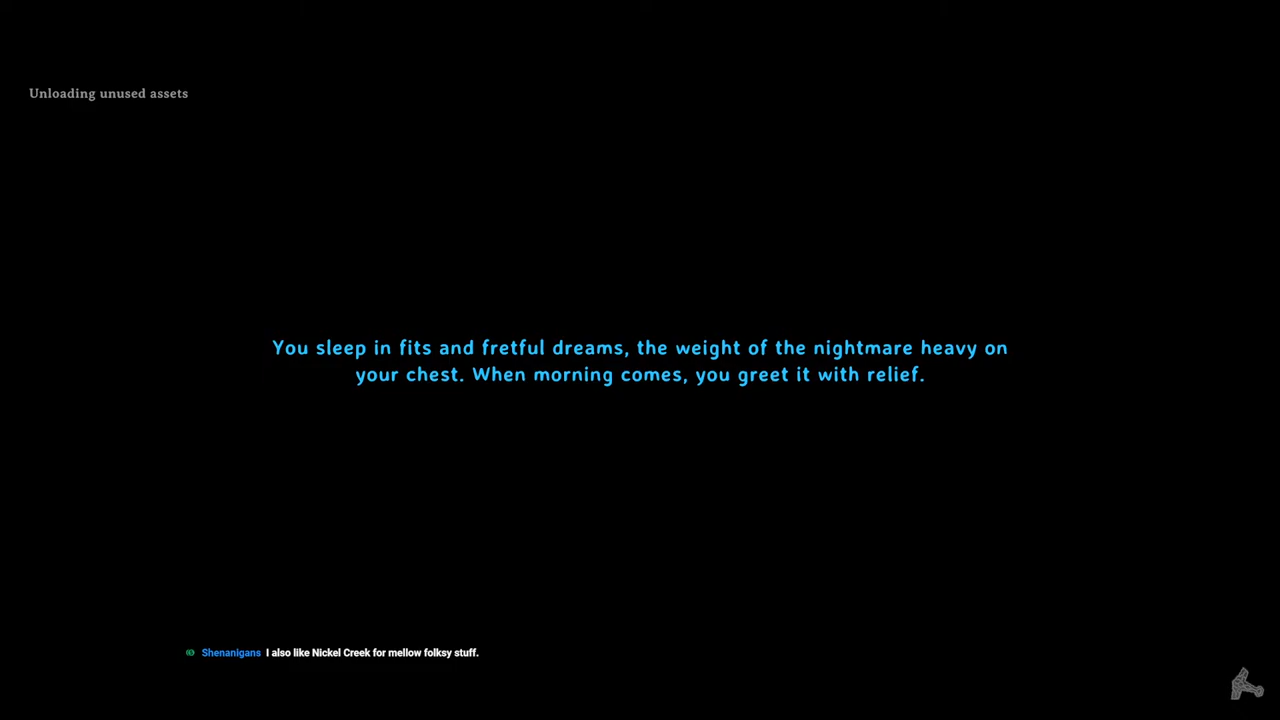 Unloading unused assets
You sleep in fits and fretful dreams, the weight of the nightmare heavy on
your chest. When morning comes, you greet it with relief.
Shenanigans I also like Nickel Creek for mellow folksy stuff.